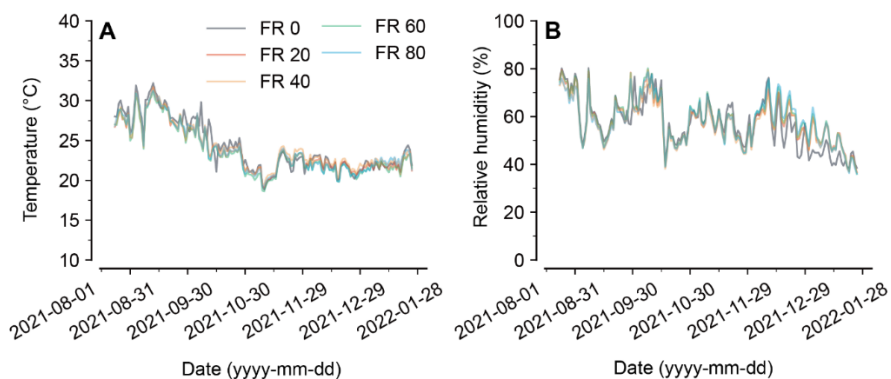 A
FR 0
FR 20
FR 40
FR 60
FR 80
Temperature (°C)
40
35
30
25
20
15
10
2021-08-01
2021-08-31
2021-09-30
2021-10-30
2021-11-29
2021-12-29
2022-01-28
Date (yyyy-mm-dd)
B
Relative humiditiy (%)
100
80
60
40
20
0
2021-08-01
2021-08-31
2021-09-30
2021-10-30
2021-11-29
2021-12-29
2022-01-28
Date (yyyy-mm-dd)